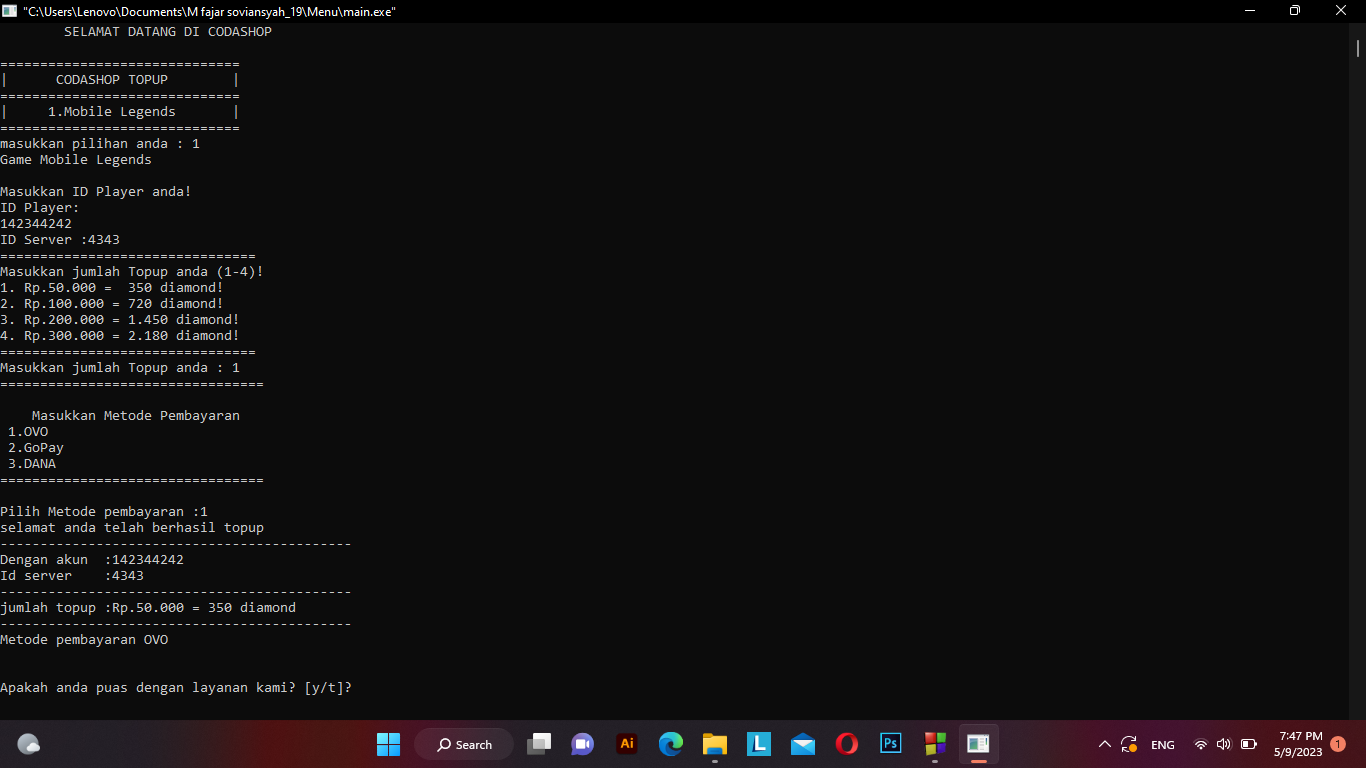 "C:\Users\Lenovo\Documents\M fajar soviansyah_19\Menu\main.exe"
SELAMAT DATANG DI CODASHOP
==============================
|      CODASHOP TOPUP        |
==============================
|     1.Mobile Legends       |
==============================
masukkan pilihan anda : 1
Game Mobile Legends
Masukkan ID Player anda!
ID Player:
142344242
ID Server :4343
================================
Masukkan jumlah Topup anda (1-4)!
1. Rp.50.000 =  350 diamond!
2. Rp.100.000 = 720 diamond!
3. Rp.200.000 = 1.450 diamond!
4. Rp.300.000 = 2.180 diamond!
================================
Masukkan jumlah Topup anda : 1
=================================
Masukkan Metode Pembayaran
1.OVO
2.GoPay
3.DANA
=================================
Pilih Metode pembayaran :1
selamat anda telah berhasil topup
--------------------------------------------
Dengan akun  :142344242
Id server    :4343
--------------------------------------------
jumlah topup :Rp.50.000 = 350 diamond
--------------------------------------------
Metode pembayaran OVO
Apakah anda puas dengan layanan kami? [y/t]?
Search
Ai
L
Ps
ENG
7:47 PM
5/9/2023
1